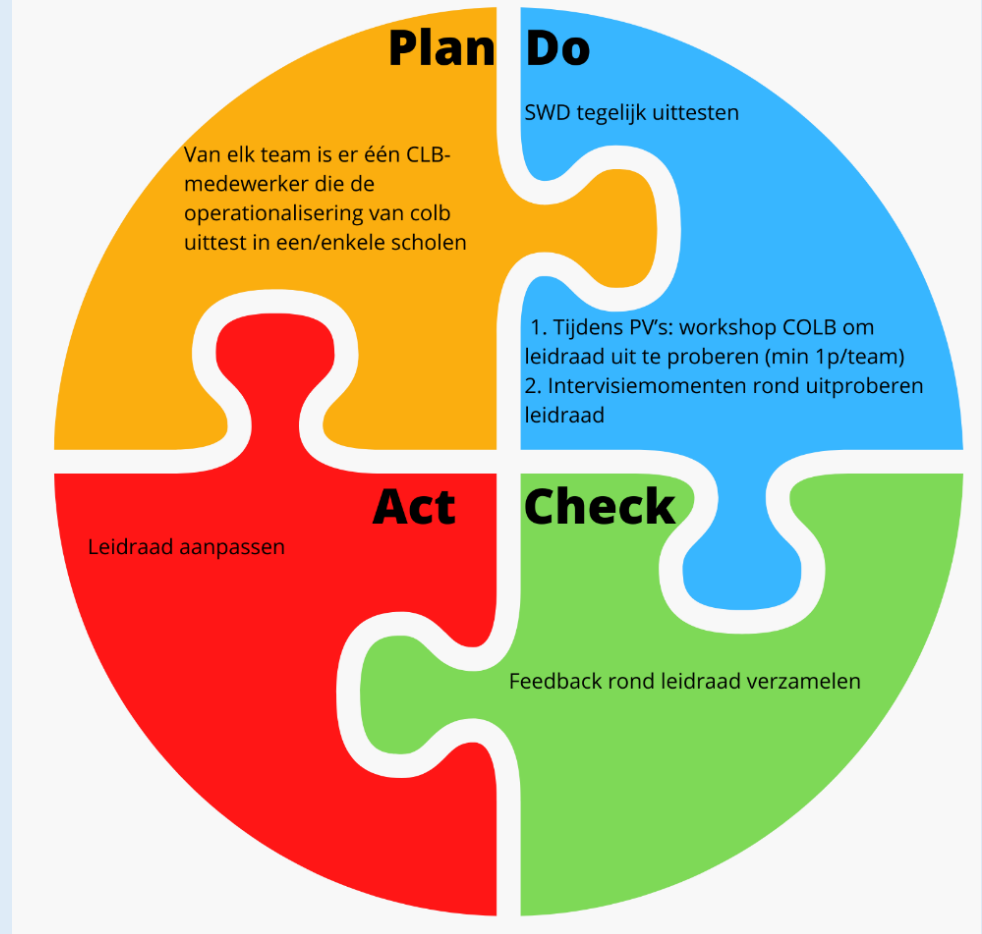 Plan
Van elk team is er één CLB-
medewerker die de
operationalisering van colb
uittest in een/enkele scholen
Do
SWD tegelijk uittesten
1. Tijdens PV’s: workshop COLB om
leidraad uit te proberen (min 1p/team)
2. Intervisiemomenten rond uitproberen
leidraad
Act
Leidraad aanpassen
Check
Feedback rond leidraad verzamelen